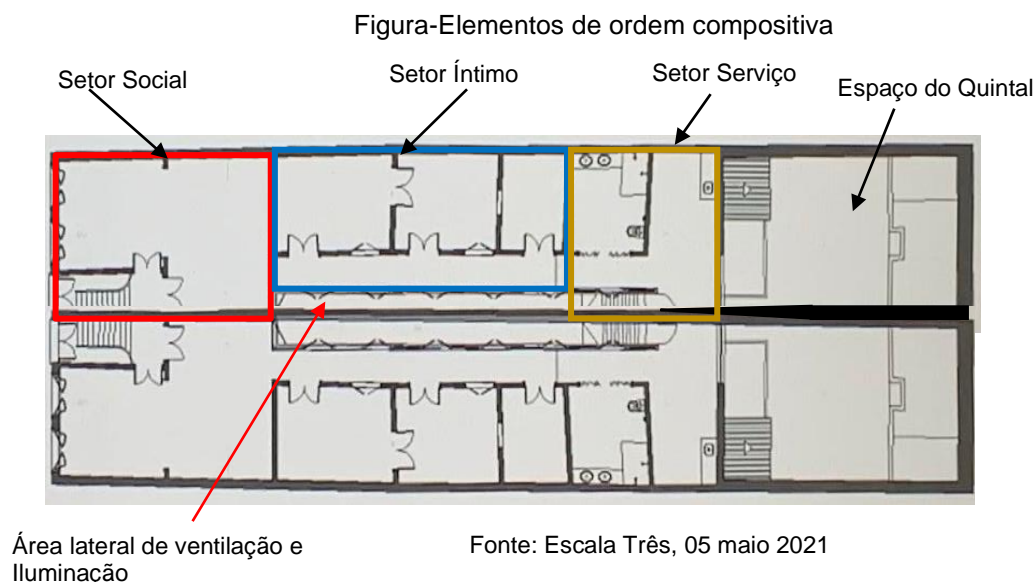 Figura-Elementos de ordem compositiva
Setor Social
Setor Íntimo
Setor Serviço
Espaço do Quintal
Área lateral de ventilação e
Iluminação
Fonte: Escala Três, 05 maio 2021